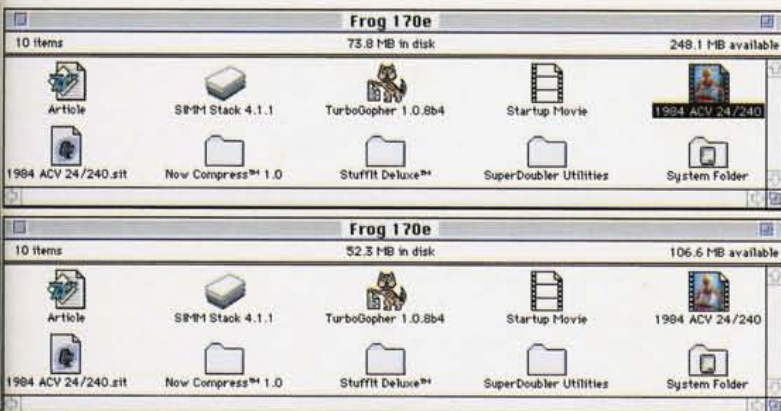 Frog 170e
10 items 73.8 MB in disk 248.1 MB available
Article SIMM Stack 4.1.1 TurboGopher 1.0.8b4 Startup Movie 1984 ACV 24/240
1984 ACV 24/240.sit Now Compress™ 1.0 StuffIt Deluxe™ SuperDoubler Utilities System Folder
Frog 170e
10 items 52.3 MB in disk 106.6 MB available
Article SIMM Stack 4.1.1 TurboGopher 1.0.8b4 Startup Movie 1984 ACV 24/240
1984 ACV 24/240.sit Now Compress™ 1.0 StuffIt Deluxe™ SuperDoubler Utilities System Folder